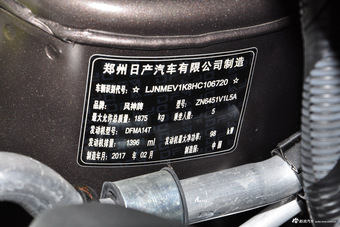 郑州日产汽车有限公司制造
车辆识别代号: ☆ LJNMEV1K8HC106720 ☆
品牌: 风神牌 型号: ZN6451V1L5A
最大允许总质量: 1875 kg 乘坐人数: 5
发动机型号: DFMA14T
发动机排量: 1396 ml 发动机最大净功率: 98 kW
制造年月: 2017 年 02 月 制造国: 中国
新浪汽车